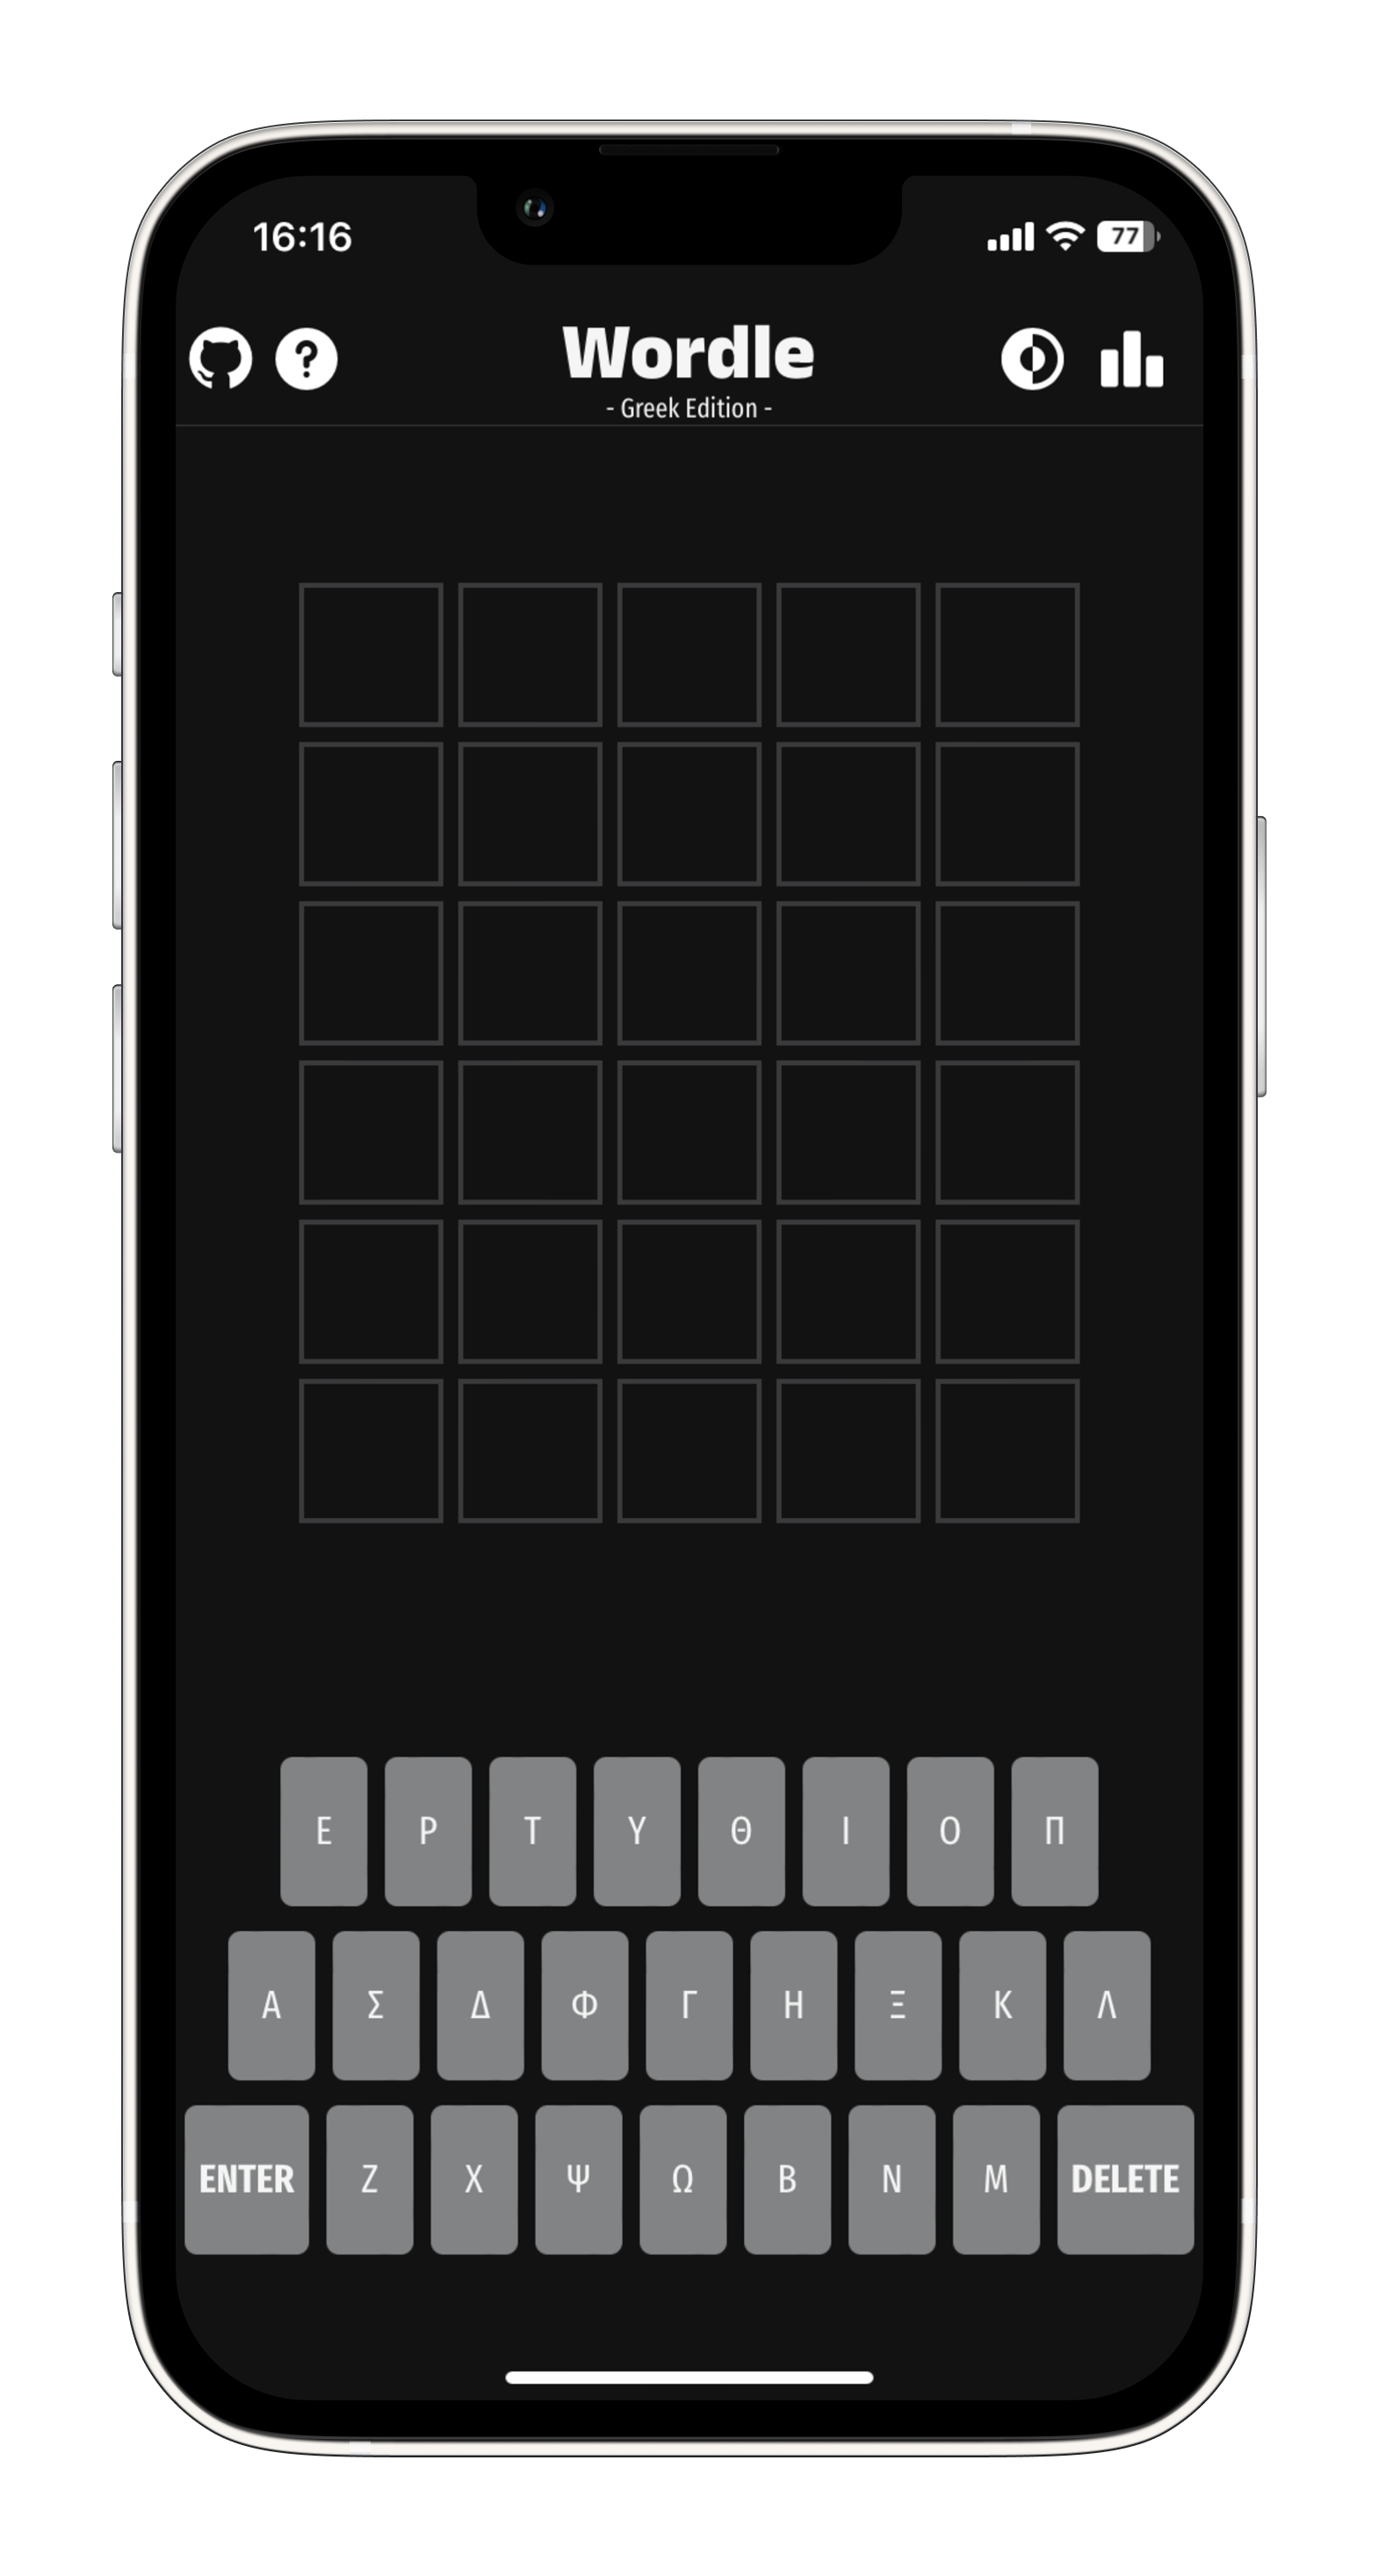 16:16
77
?
Wordle
- Greek Edition -
Ε Ρ Τ Υ Θ Ι Ο Π
Α Σ Δ Φ Γ Η Ξ Κ Λ
ENTER Ζ Χ Ψ Ω Β Ν Μ DELETE